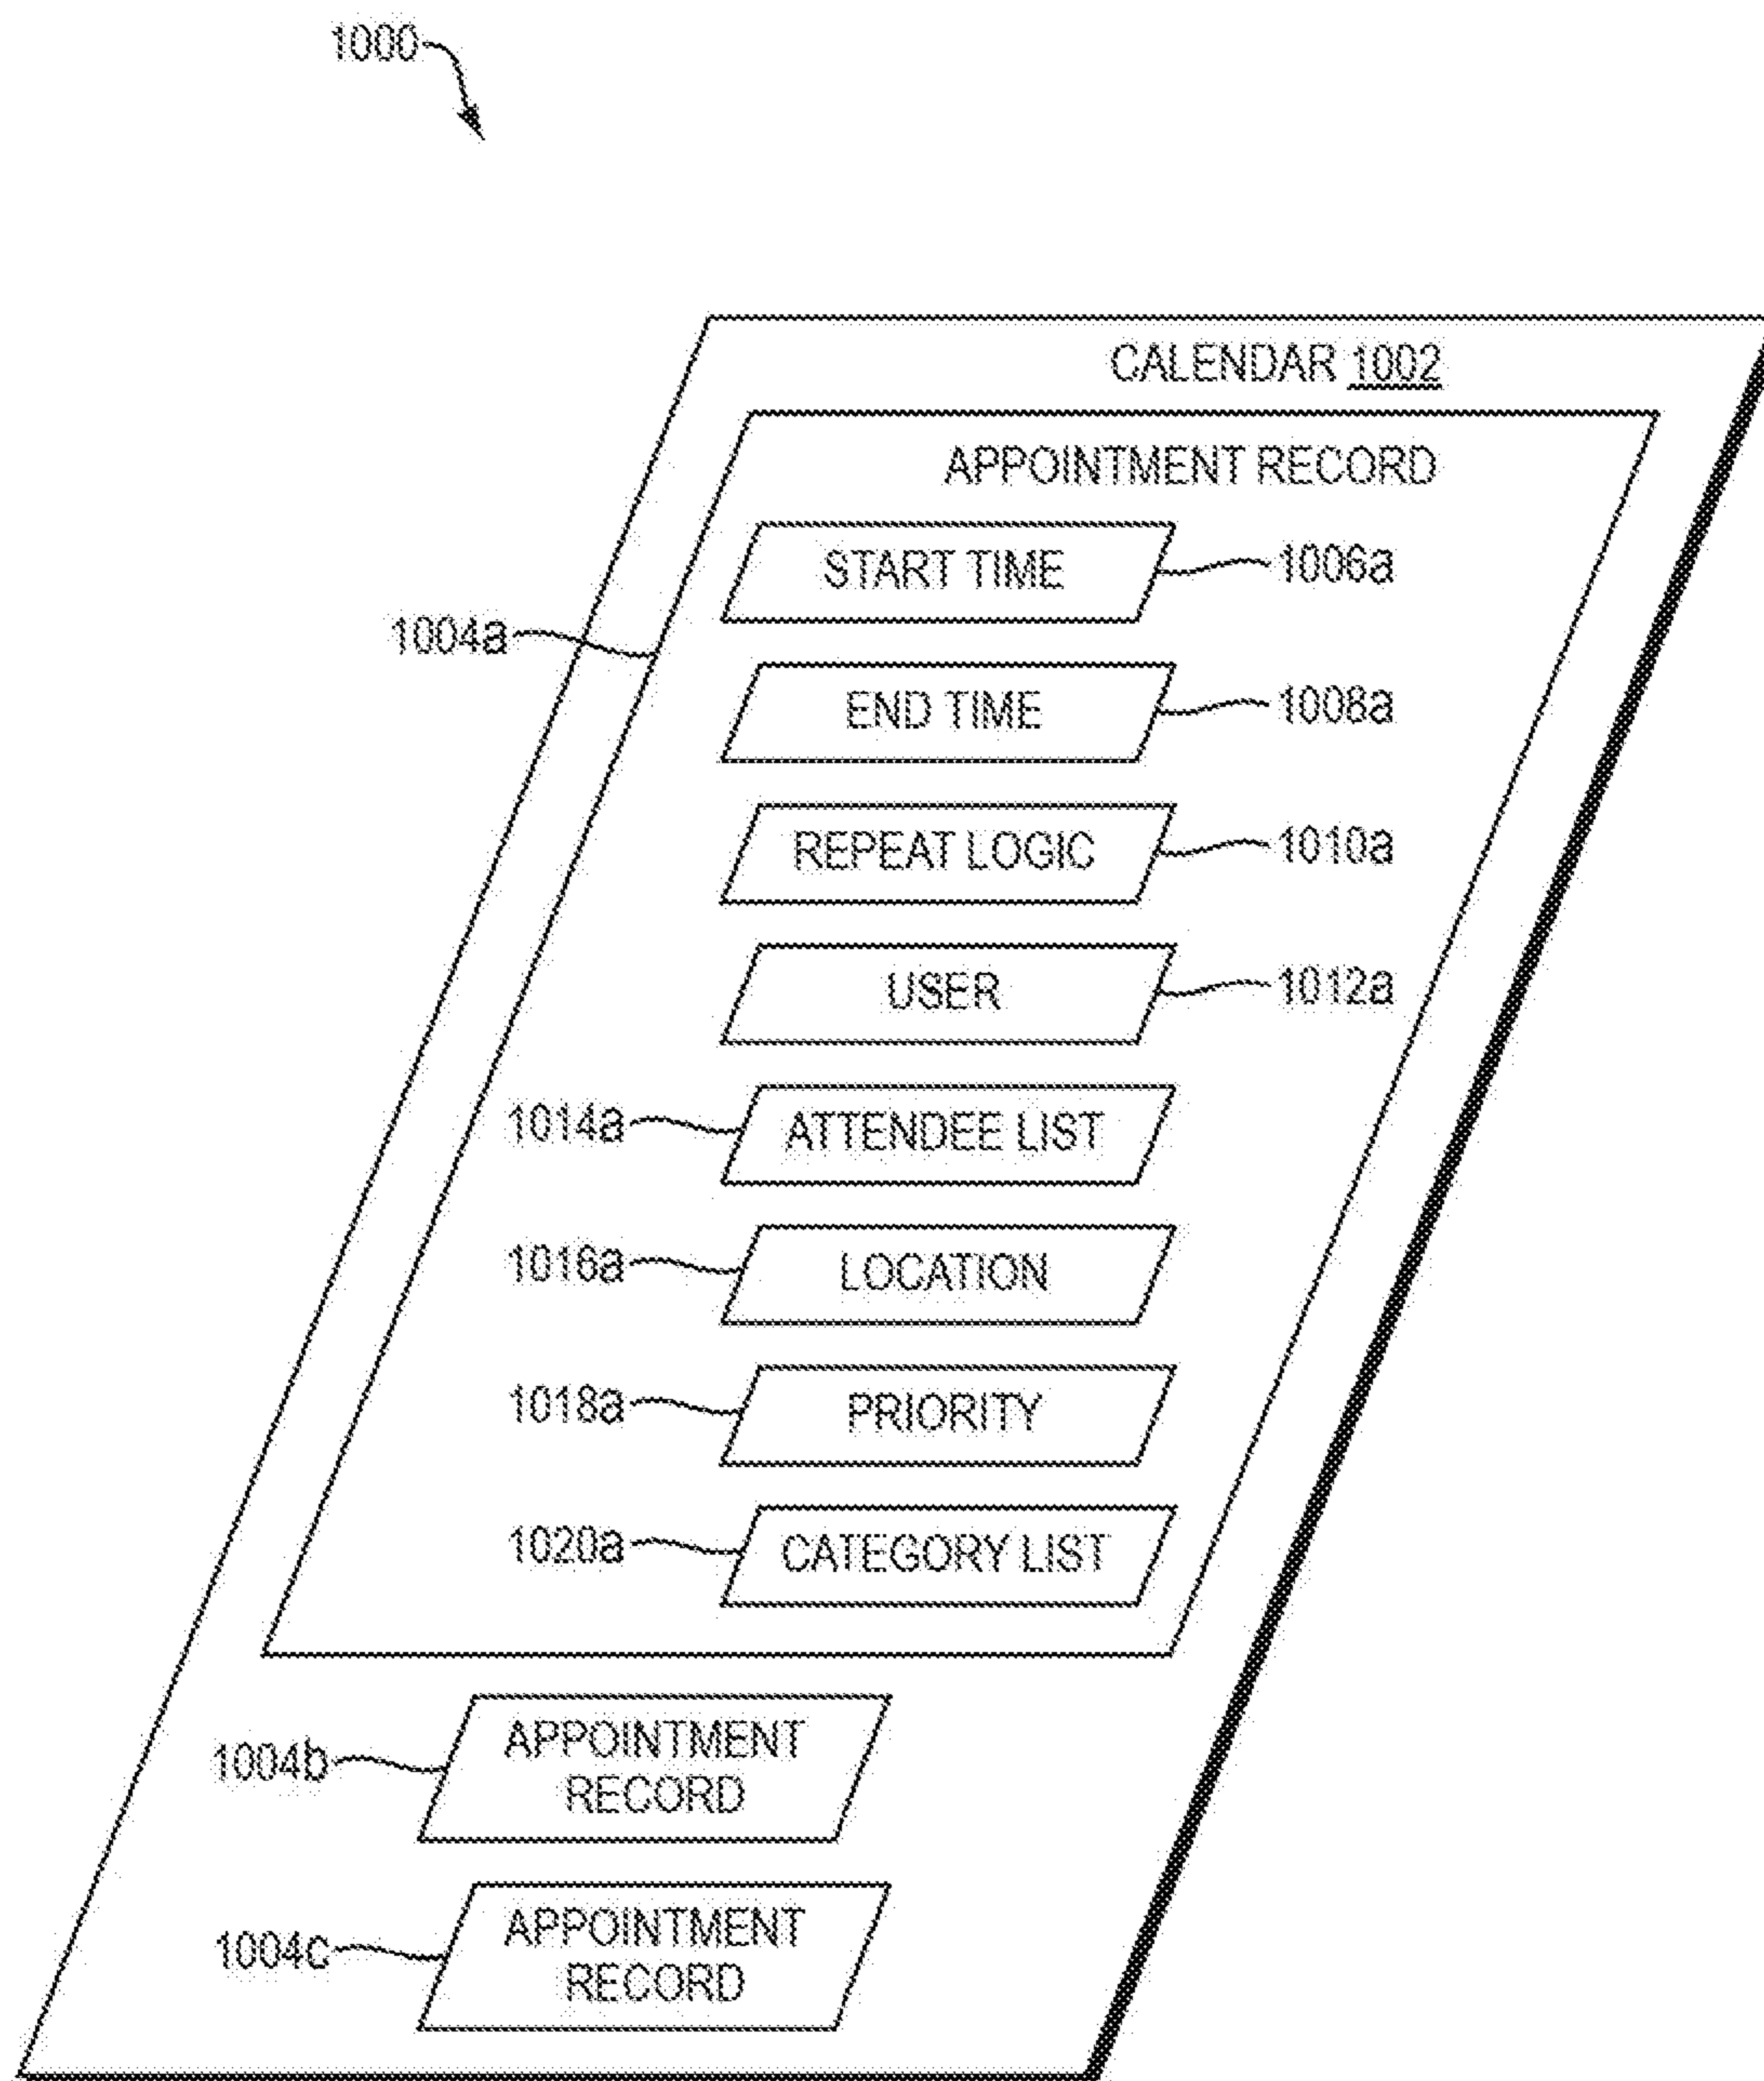 1000
CALENDAR 1002
APPOINTMENT RECORD
START TIME 1006a
1004a
END TIME 1008a
REPEAT LOGIC 1010a
USER 1012a
1014a ATTENDEE LIST
1016a LOCATION
1018a PRIORITY
1020a CATEGORY LIST
1004b APPOINTMENT
RECORD
1004c APPOINTMENT
RECORD